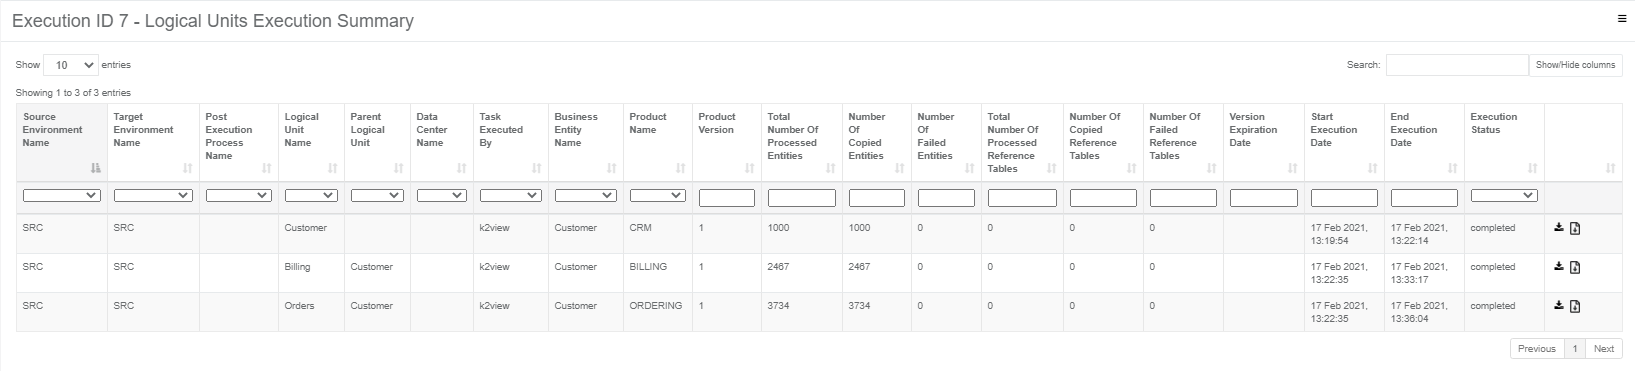 Execution ID 7 - Logical Units Execution Summary
Show 10 entries
Search: Show/Hide columns
Showing 1 to 3 of 3 entries
Source Environment Name Target Environment Name Post Execution Process Name Logical Unit Name Parent Logical Unit Data Center Name Task Executed By Business Entity Name Product Name Product Version Total Number Of Processed Entities Number Of Copied Entities Number Of Failed Entities Total Number Of Processed Reference Tables Number Of Copied Reference Tables Number Of Failed Reference Tables Version Expiration Date Start Execution Date End Execution Date Execution Status
SRC SRC Customer k2view Customer CRM 1 1000 1000 0 0 0 0 17 Feb 2021, 13:19:54 17 Feb 2021, 13:22:14 completed
SRC SRC Billing Customer k2view Customer BILLING 1 2467 2467 0 0 0 0 17 Feb 2021, 13:22:35 17 Feb 2021, 13:33:17 completed
SRC SRC Orders Customer k2view Customer ORDERING 1 3734 3734 0 0 0 0 17 Feb 2021, 13:22:35 17 Feb 2021, 13:36:04 completed
Previous 1 Next